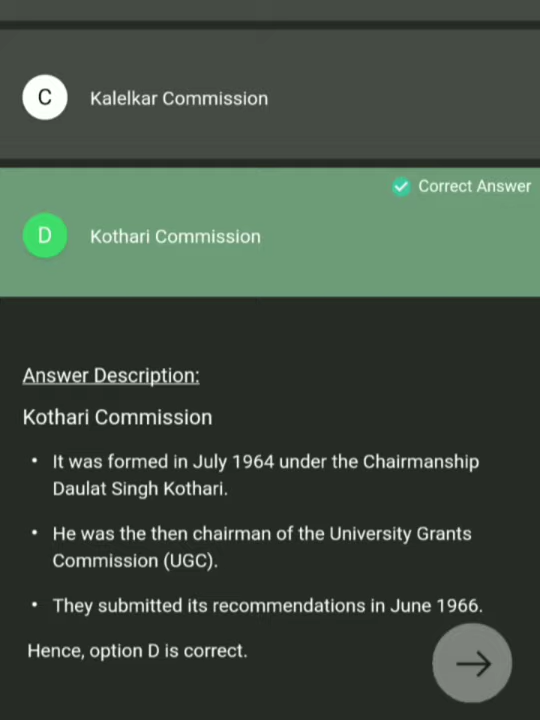 C
Kalelkar Commission
Correct Answer
D
Kothari Commission
Answer Description:
Kothari Commission
• It was formed in July 1964 under the Chairmanship
Daulat Singh Kothari.
• He was the then chairman of the University Grants
Commission (UGC).
• They submitted its recommendations in June 1966.
Hence, option D is correct.